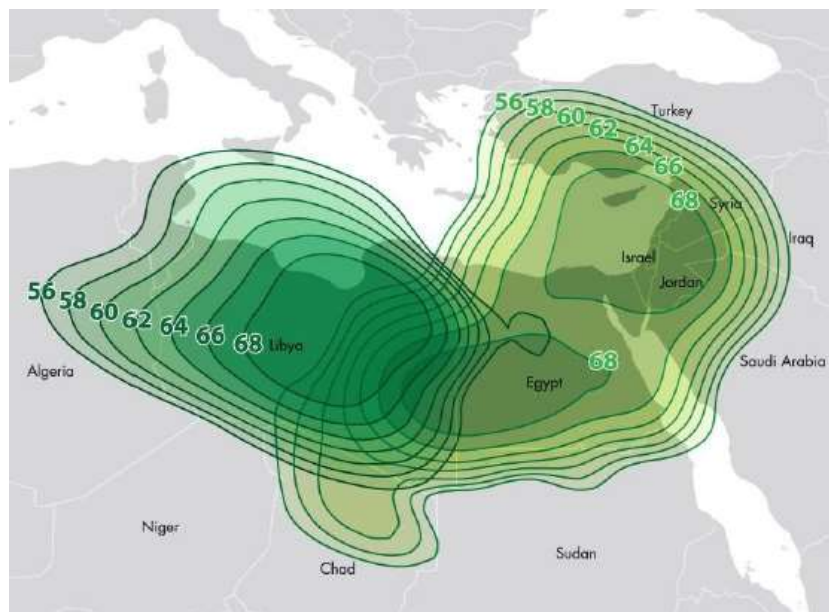 56
58
60
62
64
66
68
Turkey
Syria
Iraq
Israel
Jordan
56
58
60
62
64
66
68
Libya
68
Egypt
Algeria
Saudi Arabia
Niger
Chad
Sudan